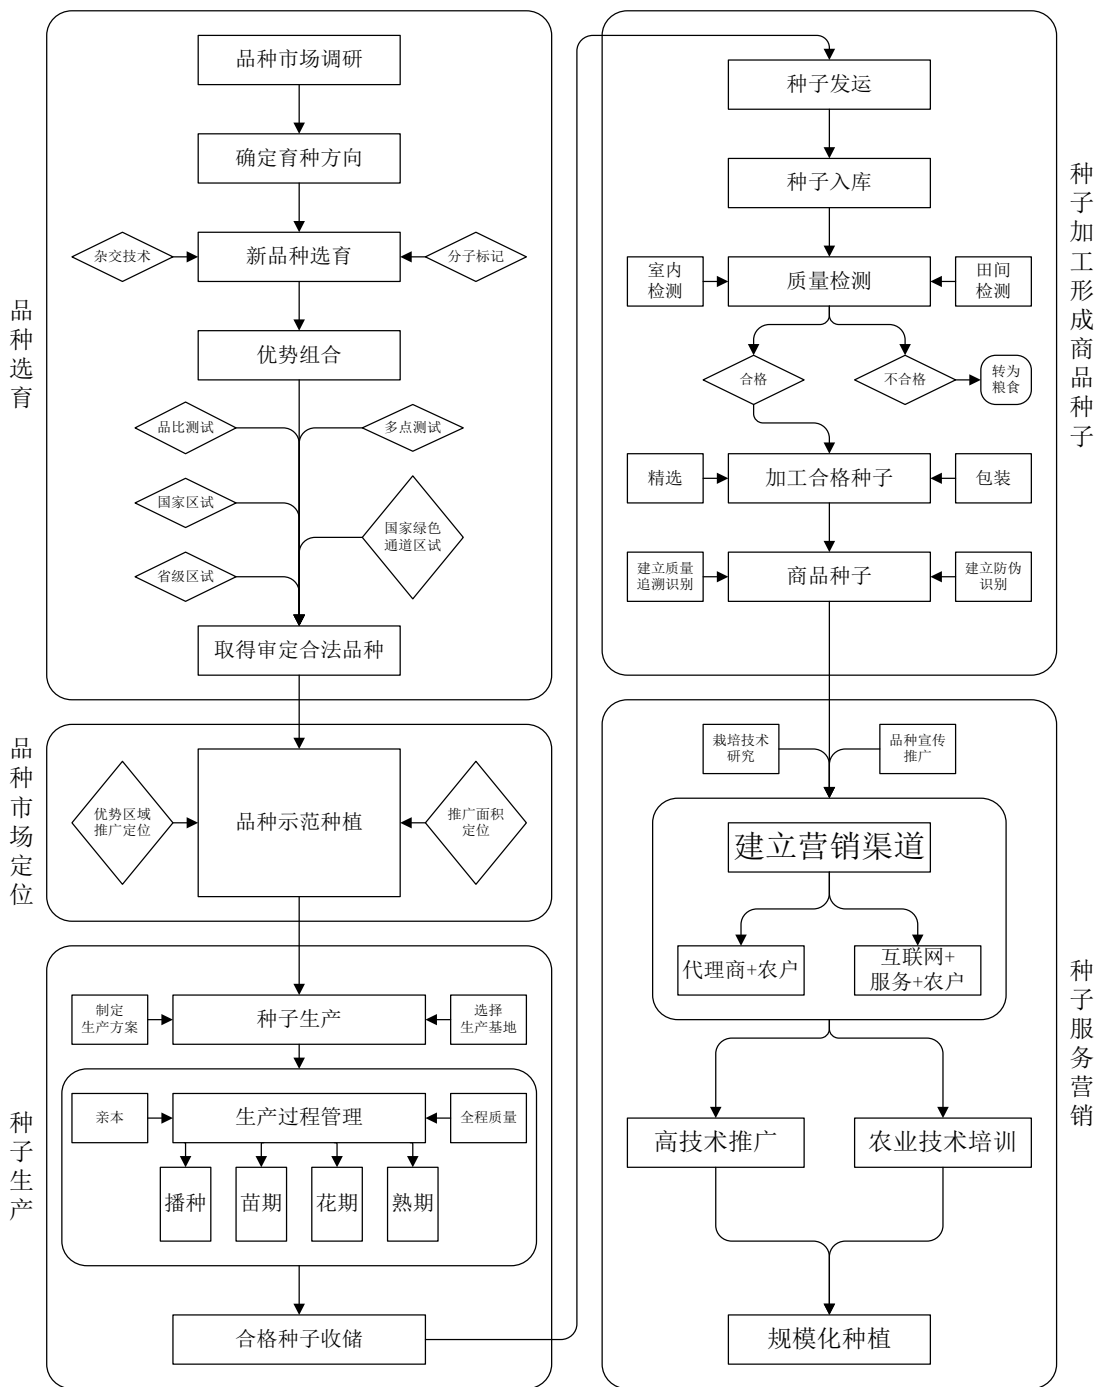 品种选育
品种市场调研
确定育种方向
杂交技术
新品种选育
分子标记
优势组合
品比测试
多点测试
国家区试
国家绿色
通道区试
省级区试
取得审定合法品种
品种市场定位
优势区域
推广定位
品种示范种植
推广面积
定位
种子生产
制定
生产方案
种子生产
选择
生产基地
亲本
生产过程管理
全程质量
播种
苗期
花期
熟期
合格种子收储
种子加工形成商品种子
种子发运
种子入库
室内
检测
质量检测
田间
检测
合格
不合格
转为
粮食
精选
加工合格种子
包装
建立质量
追溯识别
商品种子
建立防伪
识别
种子服务营销
栽培技术
研究
品种宣传
推广
建立营销渠道
代理商+农户
互联网+
服务+农户
高技术推广
农业技术培训
规模化种植